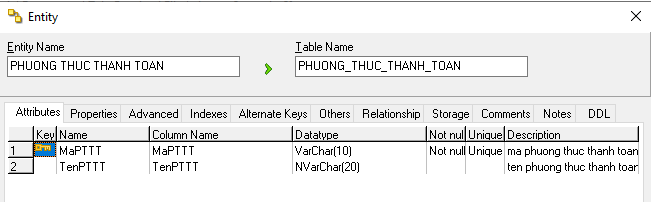 Entity
Entity Name
Table Name
PHUONG THUC THANH TOAN
PHUONG_THUC_THANH_TOAN
Attributes Properties Advanced Indexes Alternate Keys Others Relationship Storage Comments Notes DDL
Key Name Column Name Datatype Not nul Unique Description
1 MaPTTT MaPTTT VarChar(10) Not null Unique ma phuong thuc thanh toan
2 TenPTTT TenPTTT NVarChar(20) ten phuong thuc thanh toan